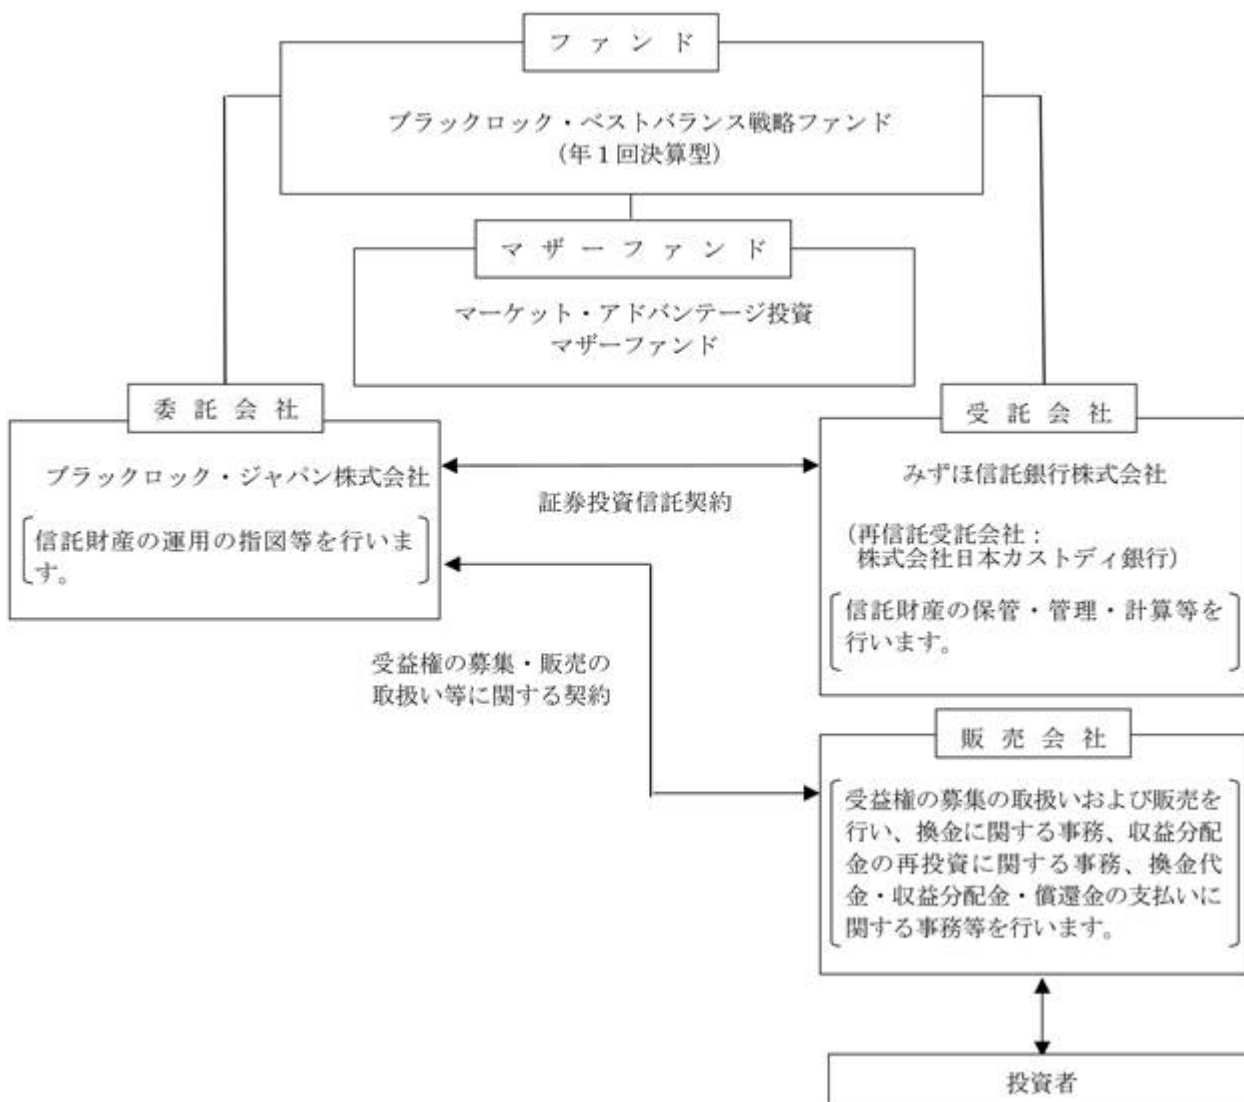 ファンド
ブラックロック・ベストバランス戦略ファンド
（年１回決算型）
マザーファンド
マーケット・アドバンテージ投資
マザーファンド
委託会社
ブラックロック・ジャパン株式会社
信託財産の運用の指図等を行いま
す。
証券投資信託契約
受託会社
みずほ信託銀行株式会社
（再信託受託会社：
株式会社日本カストディ銀行）
信託財産の保管・管理・計算等を
行います。
受益権の募集・販売の
取扱い等に関する契約
販売会社
受益権の募集の取扱いおよび販売を
行い、換金に関する事務、収益分配
金の再投資に関する事務、換金代
金・収益分配金・償還金の支払いに
関する事務等を行います。
投資者